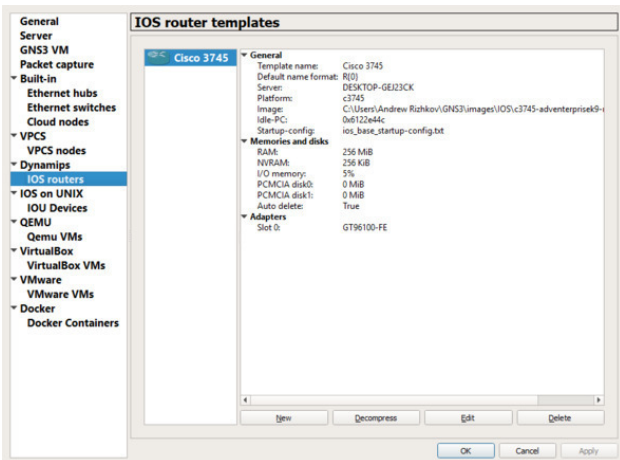 General
Server
GNS3 VM
Packet capture
Built-in
Ethernet hubs
Ethernet switches
Cloud nodes
VPCS
VPCS nodes
Dynamips
IOS routers
IOS on UNIX
IOU Devices
QEMU
Qemu VMs
VirtualBox
VirtualBox VMs
VMware
VMware VMs
Docker
Docker Containers
IOS router templates
Cisco 3745
General
Template name: Cisco 3745
Default name format: R{0}
Server: DESKTOP-GEJ23CK
Platform: c3745
Image: C:\Users\Andrew Rizhkov\GNS3\images\IOS\c3745-adventerprisek9-
Idle-PC: 0x6122e44c
Startup-config: ios_base_startup-config.txt
Memories and disks
RAM: 256 MiB
NVRAM: 256 KiB
I/O memory: 5%
PCMCIA disk0: 0 MiB
PCMCIA disk1: 0 MiB
Auto delete: True
Adapters
Slot 0: GT96100-FE
New Decompress Edit Delete
OK Cancel Apply